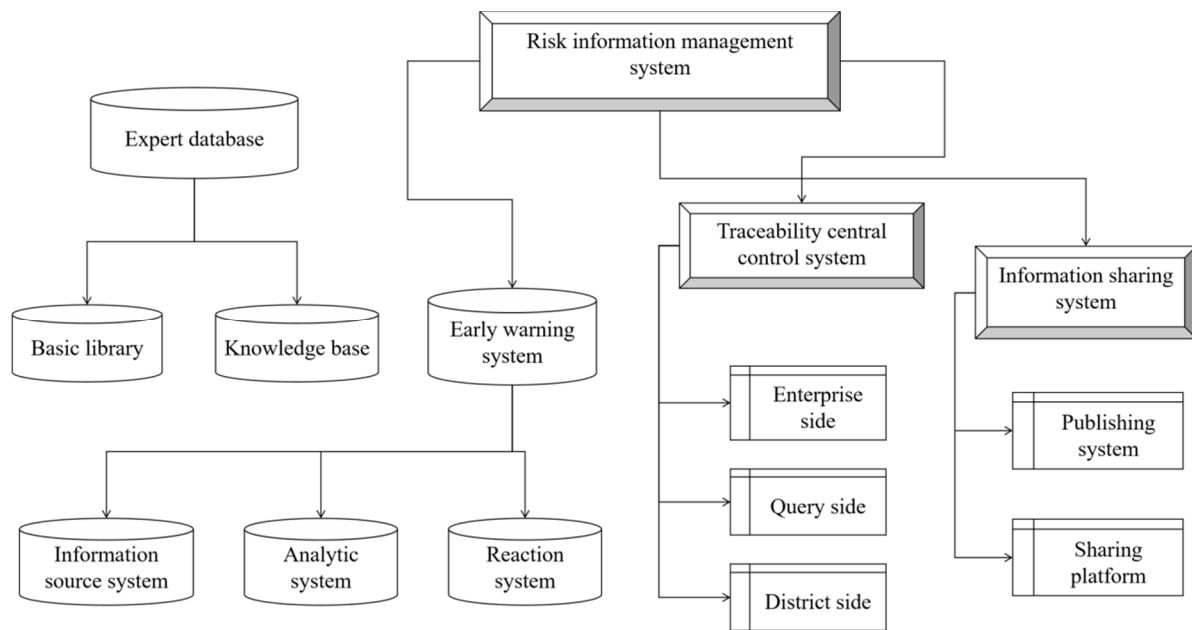 Risk information management
system
Expert database
Traceability central
control system
Information sharing
system
Basic library
Knowledge base
Early warning
system
Enterprise
side
Publishing
system
Query side
Information
source system
Analytic
system
Reaction
system
Sharing
platform
District side